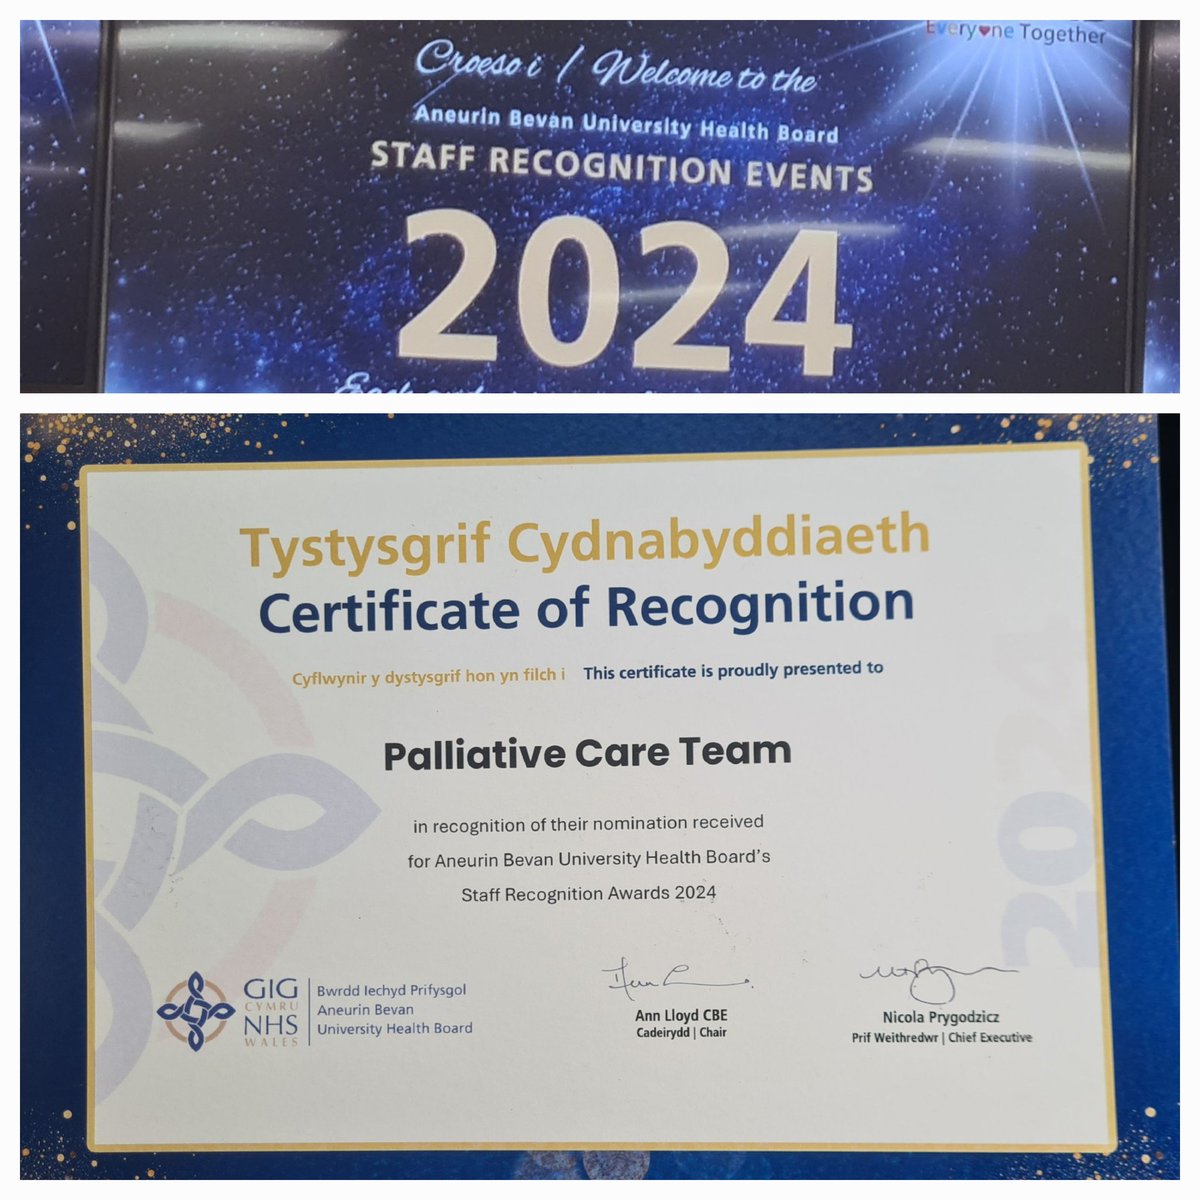 Everyone Together
Croeso i / Welcome to the
Aneurin Bevan University Health Board
STAFF RECOGNITION EVENTS
2024
Tystysgrif Cydnabyddiaeth
Certificate of Recognition
Cyflwynir y dystysgrif hon yn filch i This certificate is proudly presented to
Palliative Care Team
in recognition of their nomination received
for Aneurin Bevan University Health Board's
Staff Recognition Awards 2024
2024
GIG
CYMRU
NHS
WALES
Bwrdd Iechyd Prifysgol
Aneurin Bevan
University Health Board
Ann Lloyd CBE
Cadeirydd | Chair
Nicola Prygodzicz
Prif Weithredwr | Chief Executive